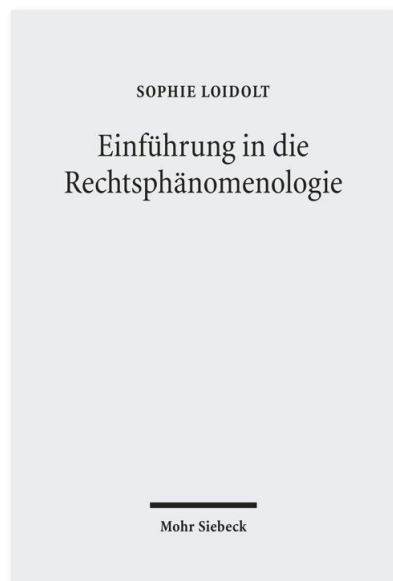 SOPHIE LOIDOLT
Einführung in die
Rechtsphänomenologie
Mohr Siebeck